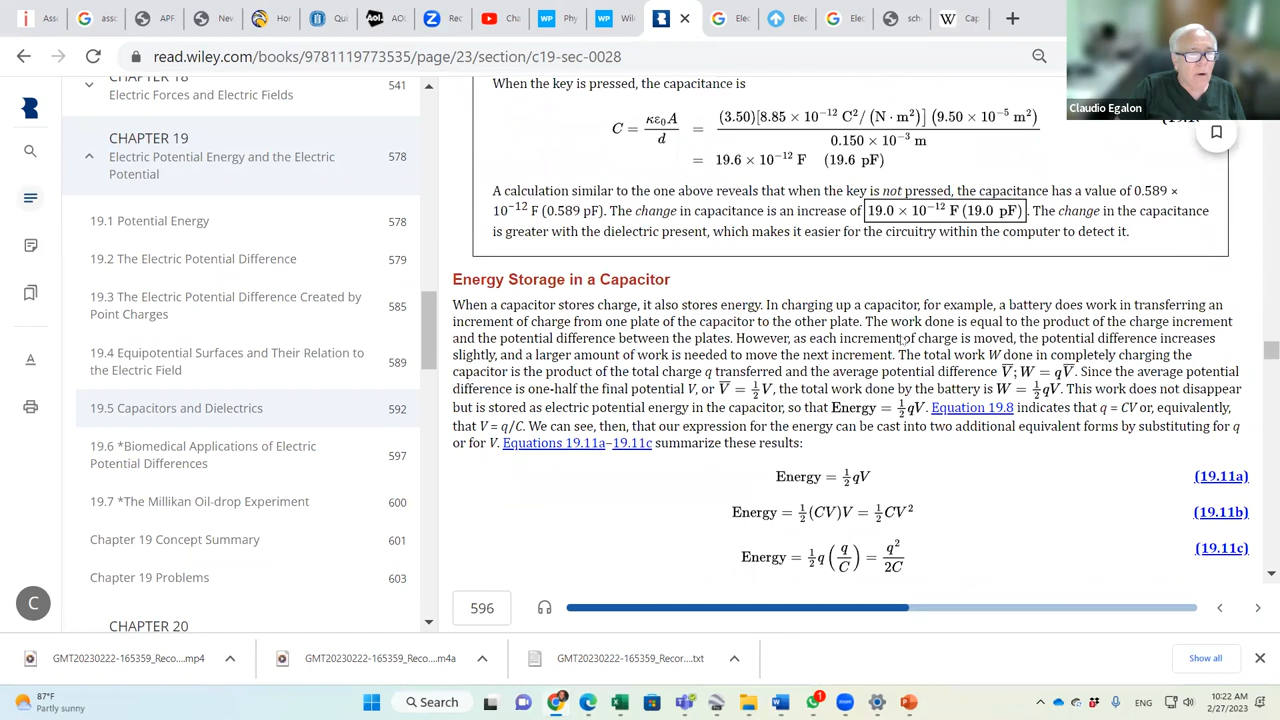 Asse
asso
APF
New
Hor
Qui
Aol.
AO
Rec
Cha
WP
Phy
WP
Wile
Elec
Elec
Elec
sch
W
Cap
read.wiley.com/books/9781119773535/page/23/section/c19-sec-0028
Claudio Egalon
CHAPTER 18
Electric Forces and Electric Fields
541
CHAPTER 19
578
Electric Potential Energy and the Electric
Potential
19.1 Potential Energy
578
19.2 The Electric Potential Difference
579
19.3 The Electric Potential Difference Created by
Point Charges
585
19.4 Equipotential Surfaces and Their Relation to
the Electric Field
589
19.5 Capacitors and Dielectrics
592
19.6 *Biomedical Applications of Electric
Potential Differences
597
19.7 *The Millikan Oil-drop Experiment
600
Chapter 19 Concept Summary
601
Chapter 19 Problems
603
CHAPTER 20
C
When the key is pressed, the capacitance is
C = κε₀A / d = (3.50)[8.85 × 10⁻¹² C²/(N · m²)](9.50 × 10⁻⁵ m²) / 0.150 × 10⁻³ m
= 19.6 × 10⁻¹² F (19.6 pF)
A calculation similar to the one above reveals that when the key is not pressed, the capacitance has a value of 0.589 ×
10⁻¹² F (0.589 pF). The change in capacitance is an increase of 19.0 × 10⁻¹² F (19.0 pF). The change in the capacitance
is greater with the dielectric present, which makes it easier for the circuitry within the computer to detect it.
Energy Storage in a Capacitor
When a capacitor stores charge, it also stores energy. In charging up a capacitor, for example, a battery does work in transferring an
increment of charge from one plate of the capacitor to the other plate. The work done is equal to the product of the charge increment
and the potential difference between the plates. However, as each increment of charge is moved, the potential difference increases
slightly, and a larger amount of work is needed to move the next increment. The total work W done in completely charging the
capacitor is the product of the total charge q transferred and the average potential difference V̅; W = qV̅. Since the average potential
difference is one-half the final potential V, or V̅ = ½V, the total work done by the battery is W = ½qV. This work does not disappear
but is stored as electric potential energy in the capacitor, so that Energy = ½qV. Equation 19.8 indicates that q = CV or, equivalently,
that V = q/C. We can see, then, that our expression for the energy can be cast into two additional equivalent forms by substituting for q
or for V. Equations 19.11a–19.11c summarize these results:
Energy = ½qV (19.11a)
Energy = ½(CV)V = ½CV² (19.11b)
Energy = ½q(q/C) = q²/2C (19.11c)
596
GMT20230222-165359_Reco....mp4
GMT20230222-165359_Reco....m4a
GMT20230222-165359_Recor....txt
Show all
87°F
Partly sunny
Search
1
10:22 AM
2/27/2023